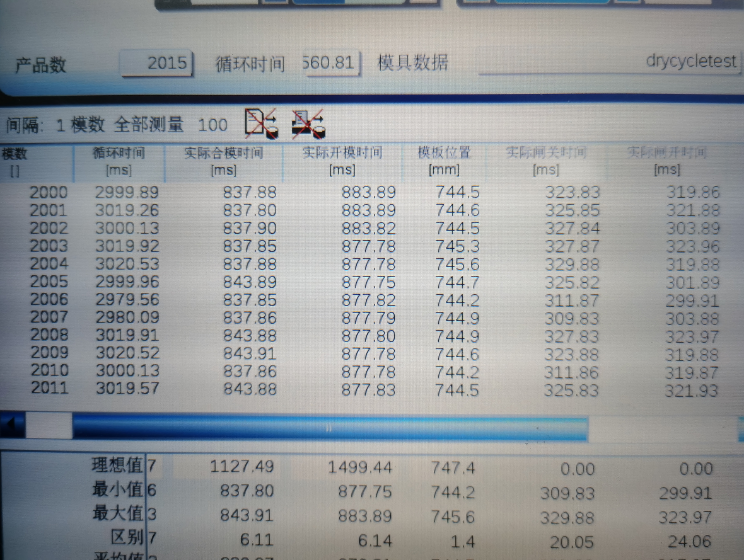 产品数 2015 循环时间 560.81 模具数据 drycycletest
间隔: 1 模数 全部测量 100
模数 循环时间 实际合模时间 实际开模时间 模板位置 实际闸关时间 实际闸开时间
[] [ms] [ms] [ms] [mm] [ms] [ms]
2000 2999.89 837.88 883.89 744.5 323.83 319.86
2001 3019.26 837.80 883.89 744.6 325.85 321.88
2002 3000.13 837.90 883.82 744.5 327.84 303.89
2003 3019.92 837.85 877.78 745.3 327.87 323.96
2004 3020.53 837.88 877.78 745.6 329.88 319.88
2005 2999.96 843.89 877.75 744.7 325.82 301.89
2006 2979.56 837.85 877.82 744.2 311.87 299.91
2007 2980.09 837.86 877.79 744.9 309.83 303.88
2008 3019.91 843.88 877.80 744.9 327.83 323.97
2009 3020.52 843.91 877.78 744.6 323.88 319.88
2010 3000.13 837.86 877.78 744.2 311.86 319.87
2011 3019.57 843.88 877.83 744.5 325.83 321.93
理想值 7 1127.49 1499.44 747.4 0.00 0.00
最小值 6 837.80 877.75 744.2 309.83 299.91
最大值 3 843.91 883.89 745.6 329.88 323.97
区别 7 6.11 6.14 1.4 20.05 24.06
平均值